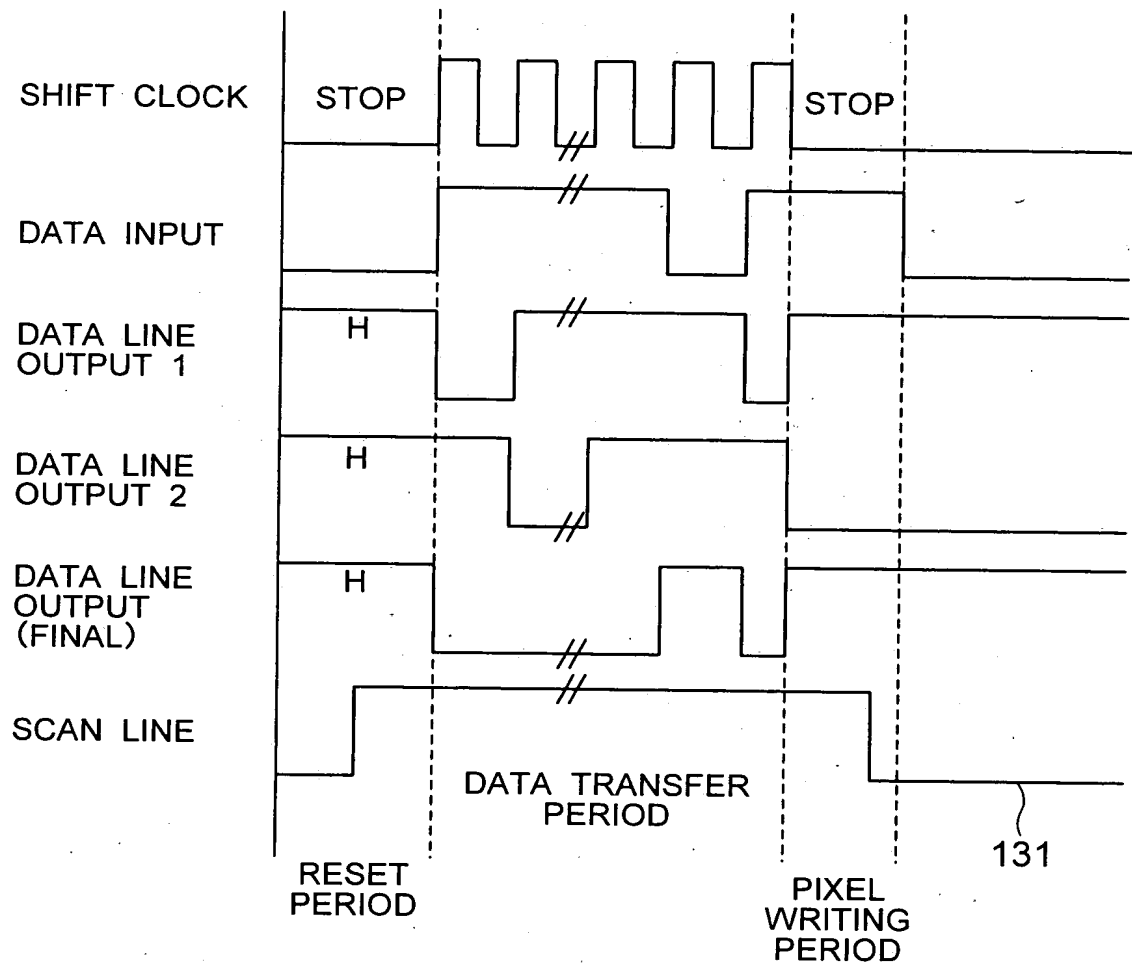 SHIFT CLOCK
STOP
STOP
DATA INPUT
DATA LINE
OUTPUT 1
H
DATA LINE
OUTPUT 2
H
DATA LINE
OUTPUT
(FINAL)
H
SCAN LINE
DATA TRANSFER
PERIOD
131
RESET
PERIOD
PIXEL
WRITING
PERIOD